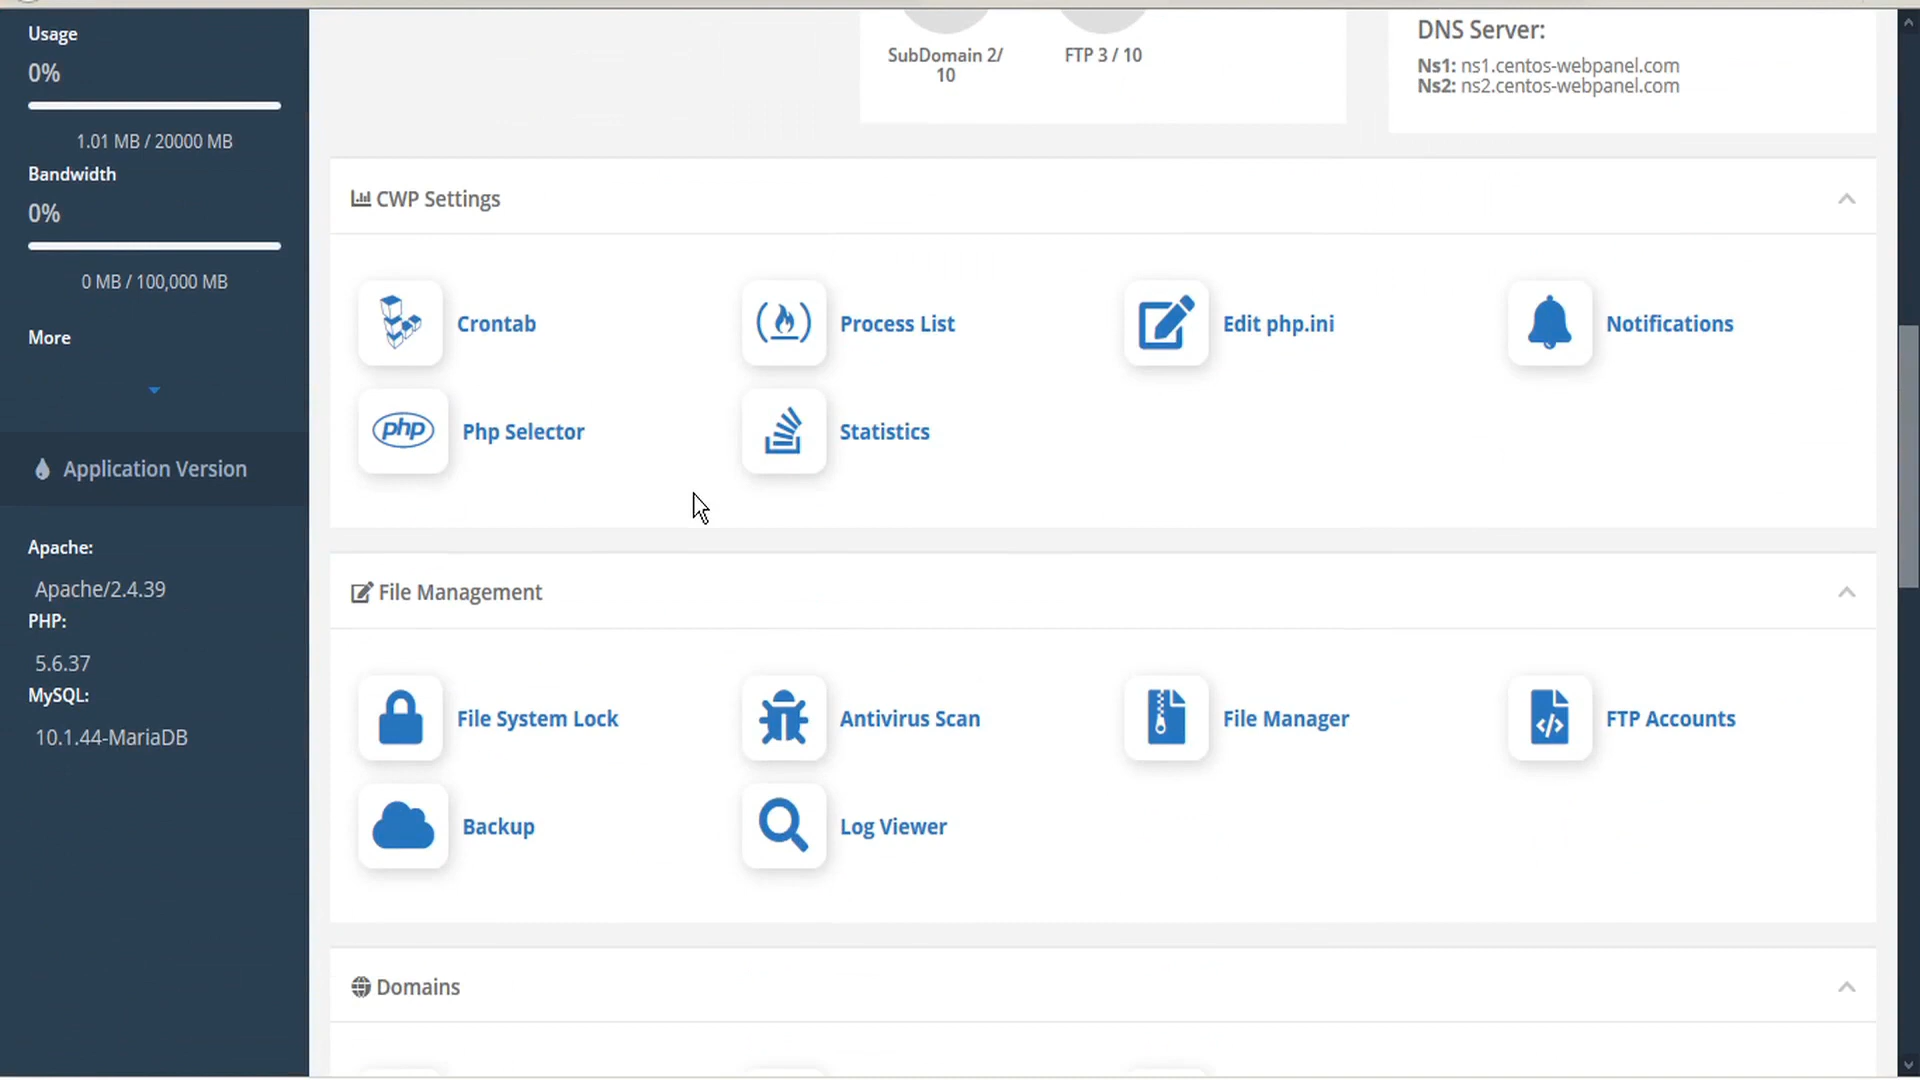 Usage
0%
1.01 MB / 20000 MB
Bandwidth
0%
0 MB / 100,000 MB
More
Application Version
Apache:
Apache/2.4.39
PHP:
5.6.37
MySQL:
10.1.44-MariaDB
SubDomain 2/
10
FTP 3 / 10
DNS Server:
Ns1: ns1.centos-webpanel.com
Ns2: ns2.centos-webpanel.com
CWP Settings
Crontab
Process List
Edit php.ini
Notifications
php
Php Selector
Statistics
File Management
File System Lock
Antivirus Scan
File Manager
FTP Accounts
Backup
Log Viewer
Domains